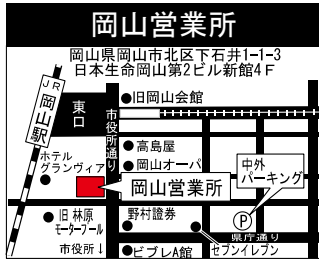 岡山営業所
岡山県岡山市北区下石井1-1-3
日本生命岡山第2ビル新館4F
JR
岡山駅
東口
市役所通り
●旧岡山会館
●高島屋
●岡山オーパ
ホテル
グランヴィア
中外
パーキング
岡山営業所
●旧 林原
モータープール
野村證券
P
県庁通り
市役所↓
●ビブレA館
セブンイレブン